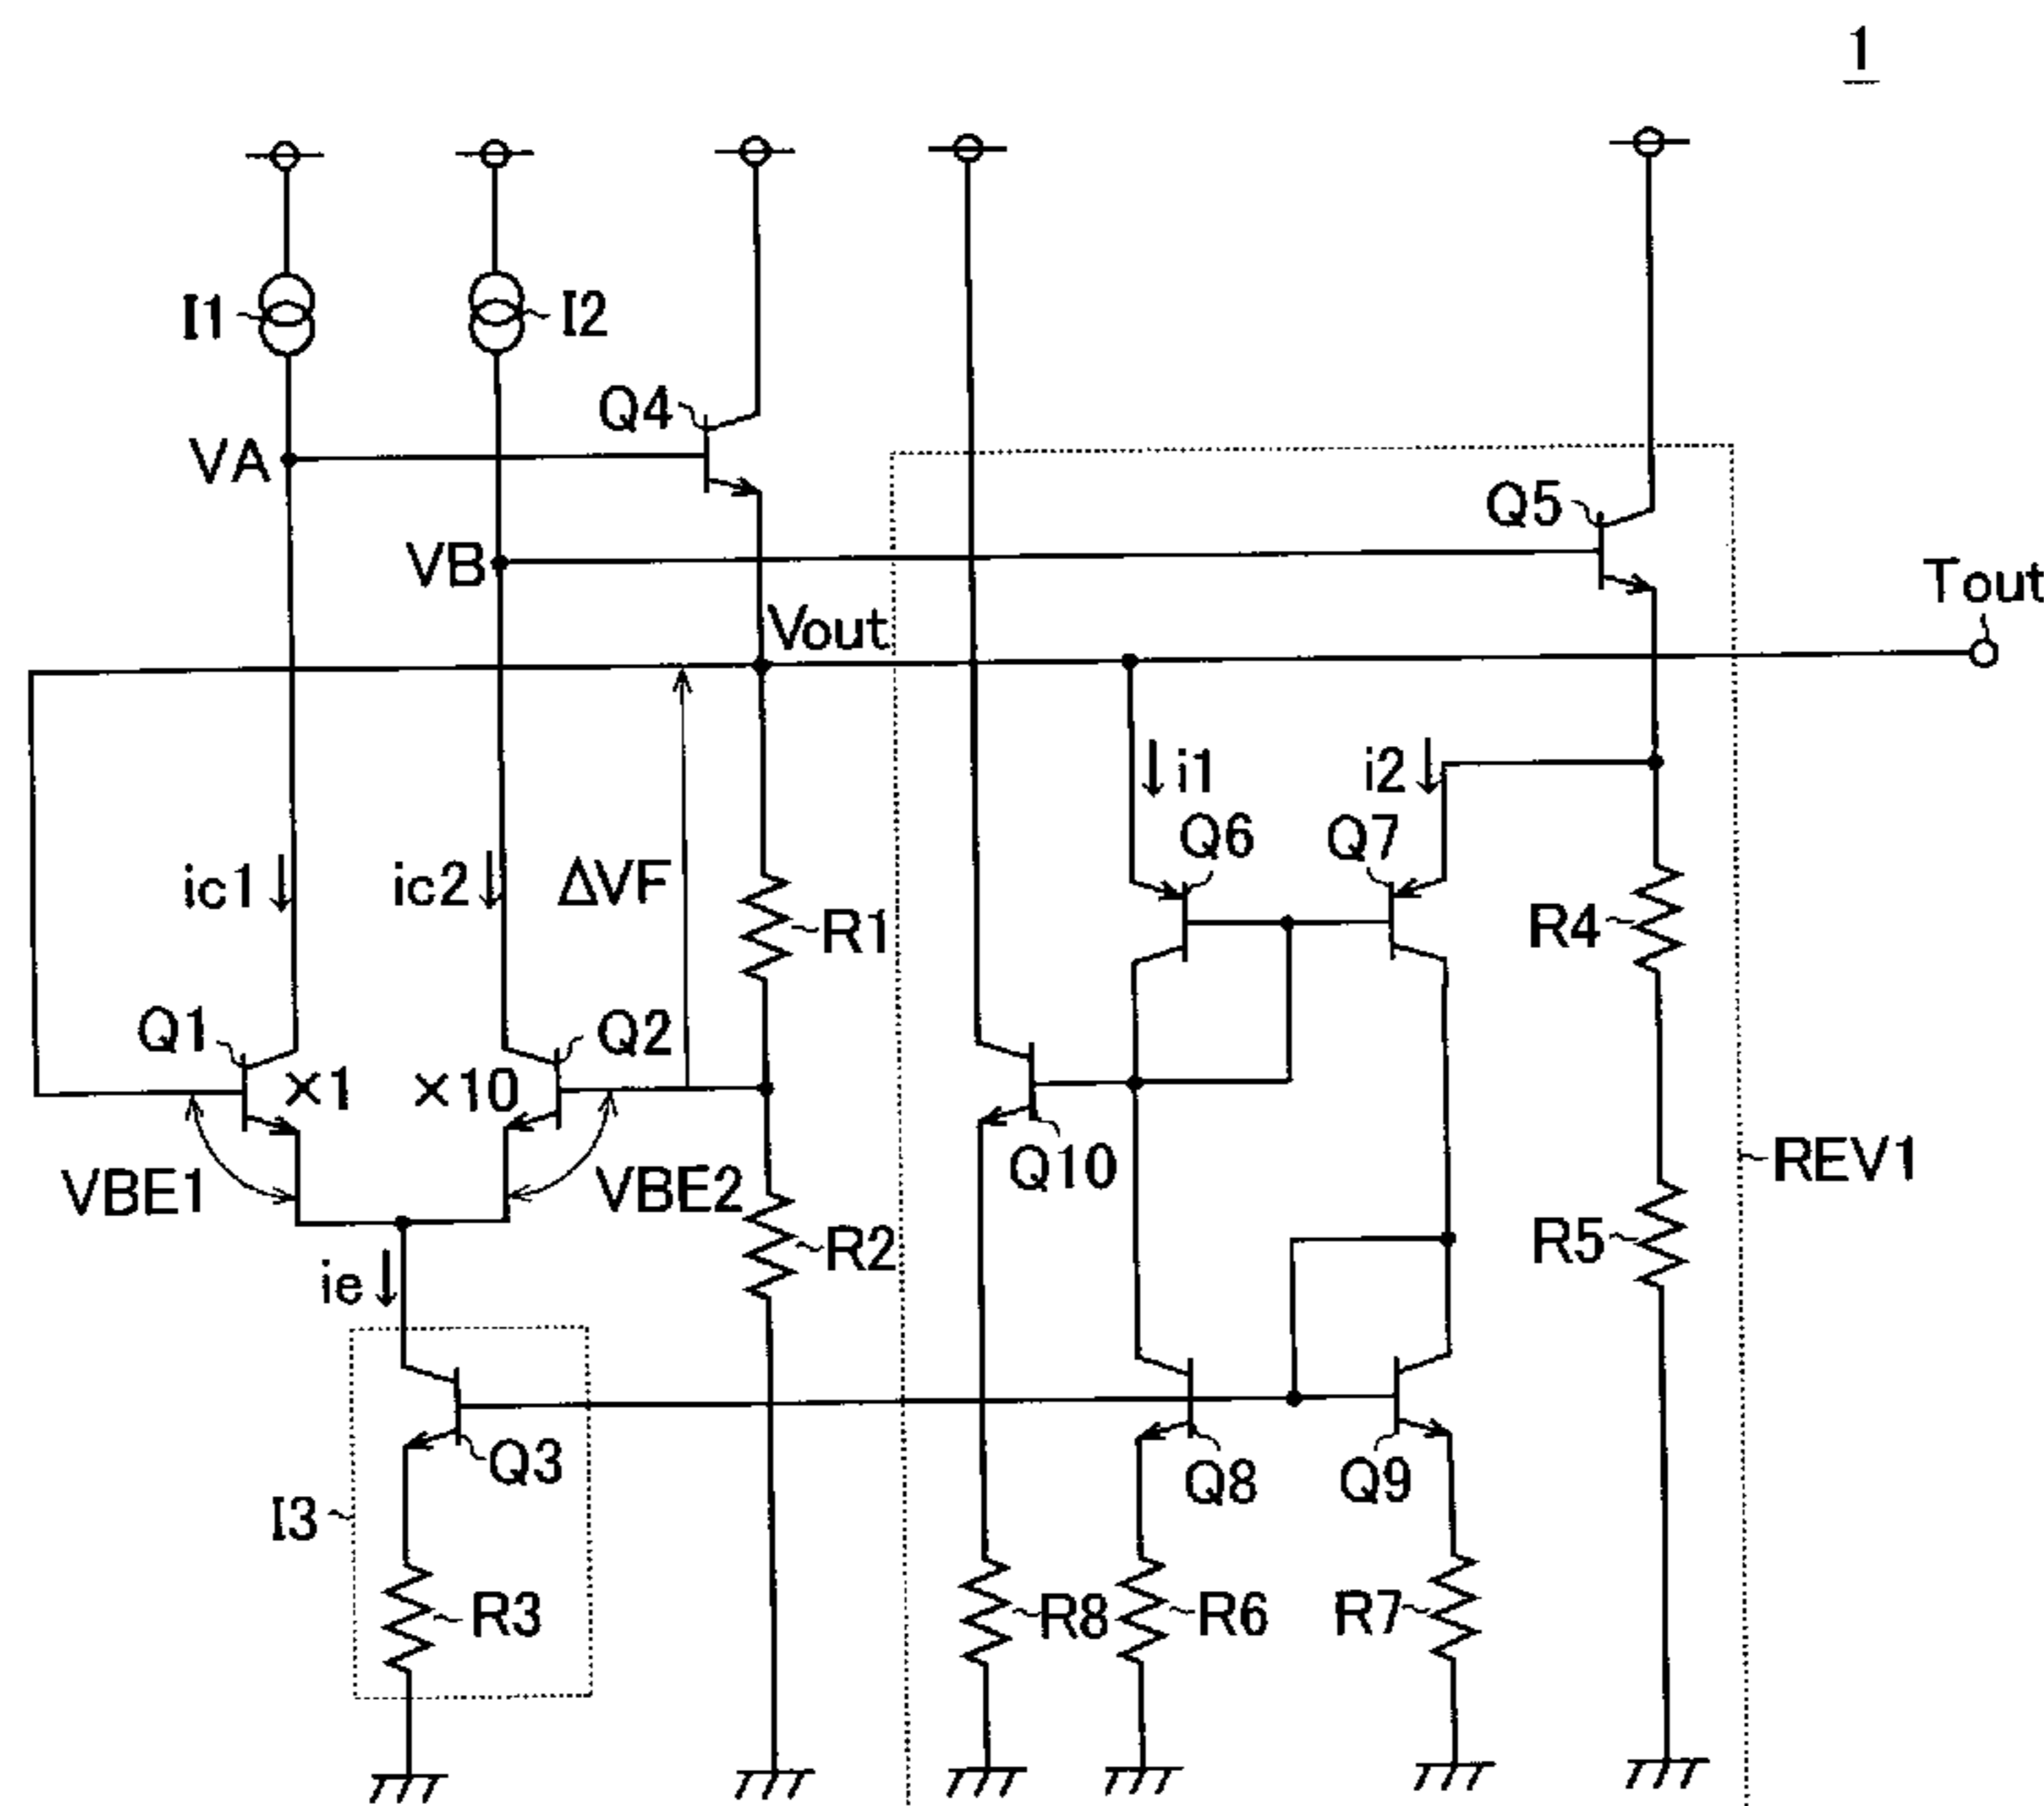 1
I1
I2
Q4
VA
Q5
VB
Tout
Vout
i1
i2
Q6
Q7
ic1
ic2
ΔVF
R1
R4
Q1
Q2
×1
×10
Q10
REV1
VBE1
VBE2
R2
R5
ie
Q3
Q8
Q9
I3
R3
R8
R6
R7